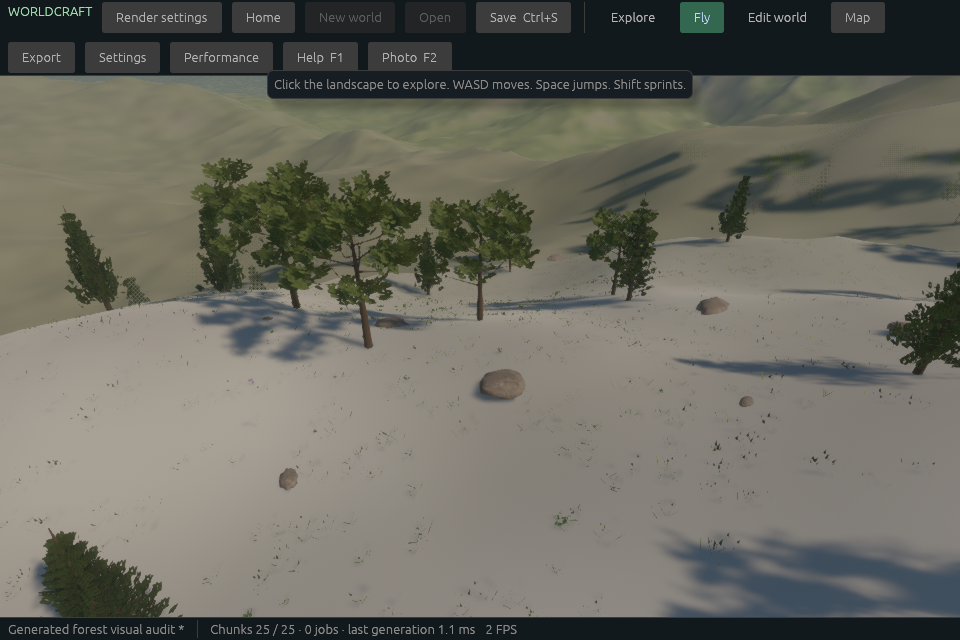 WORLDCRAFT Render settings Home New world Open Save Ctrl+S Explore Fly Edit world Map
Export Settings Performance Help F1 Photo F2
Click the landscape to explore. WASD moves. Space jumps. Shift sprints.
Generated forest visual audit * Chunks 25 / 25 · 0 jobs · last generation 1.1 ms 2 FPS